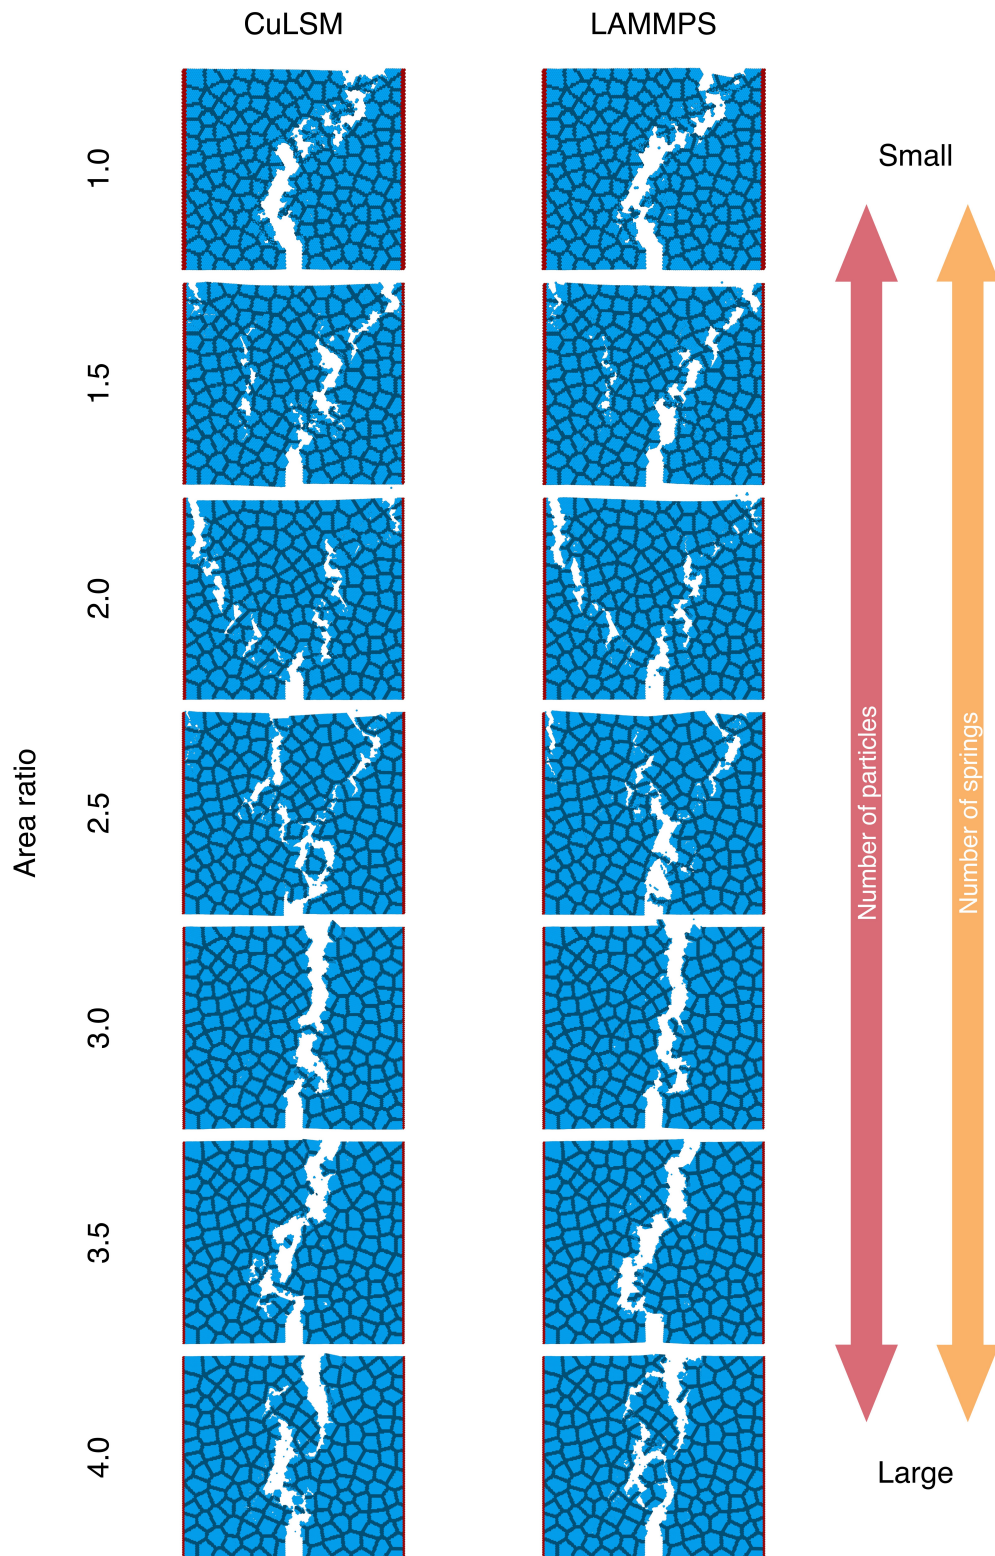 CuLSM
LAMMPS
Area ratio
1.0
1.5
2.0
2.5
3.0
3.5
4.0
Small
Number of particles
Number of springs
Large